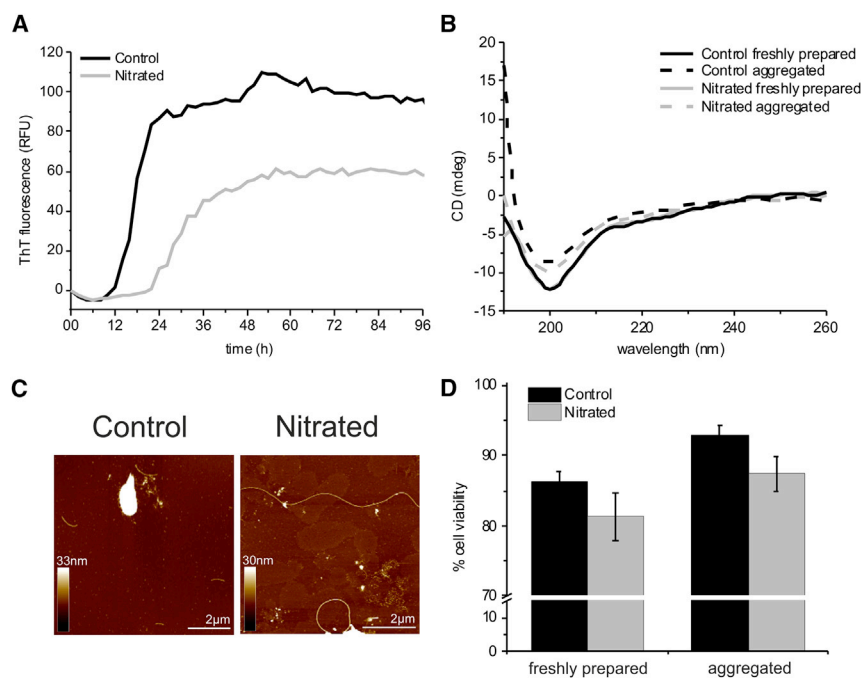 A
Control
Nitrated
ThT fluorescence (RFU)
120
100
80
60
40
20
0
00 12 24 36 48 60 72 84 96
time (h)
B
Control freshly prepared
Control aggregated
Nitrated freshly prepared
Nitrated aggregated
CD (mdeg)
20
15
10
5
0
-5
-10
-15
200 220 240 260
wavelength (nm)
C
Control Nitrated
33nm
2μm
30nm
2μm
D
Control
Nitrated
% cell viability
100
90
80
70
10
0
freshly prepared aggregated